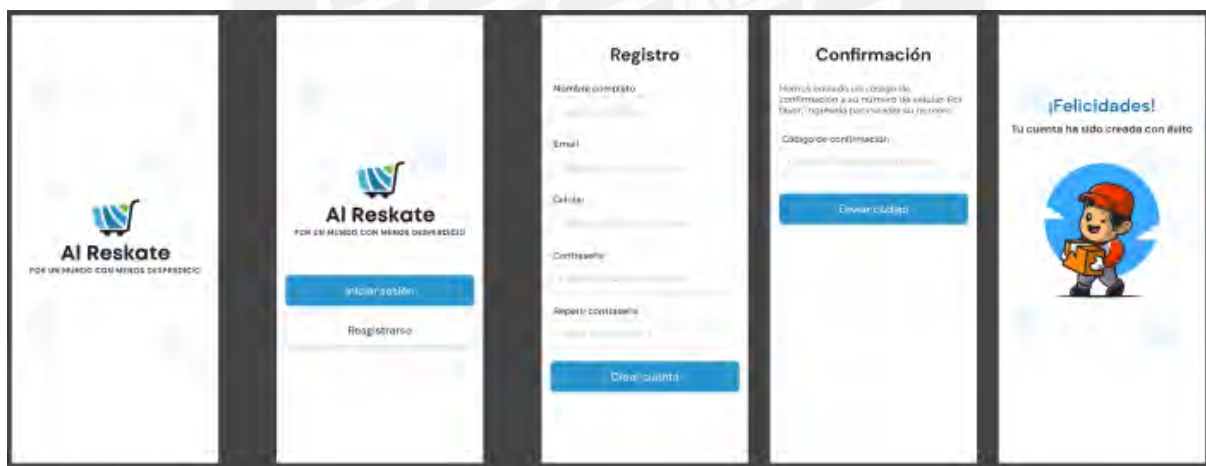 Al Reskate
POR UN MUNDO CON MENOS DESPERDICIO
Al Reskate
POR UN MUNDO CON MENOS DESPERDICIO
Iniciar sesión
Resgistrarse
Registro
Nombre completo
Email
Celular
Contraseña
Repetir contraseña
Crear cuenta
Confirmación
Hemos enviado un código de
confirmación a su número de celular. Por
favor, ingréselo para validar su número.
Código de confirmación
Enviar código
¡Felicidades!
Tu cuenta ha sido creada con éxito